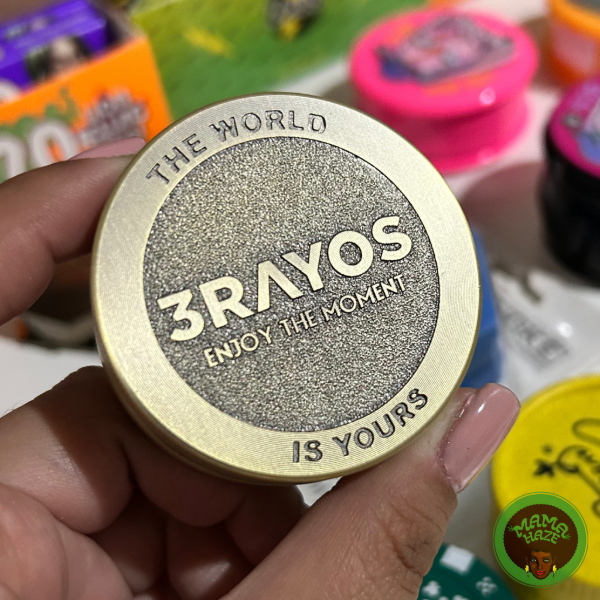 THE WORLD
3RAYOS
ENJOY THE MOMENT
IS YOURS
MAMA
HAZE